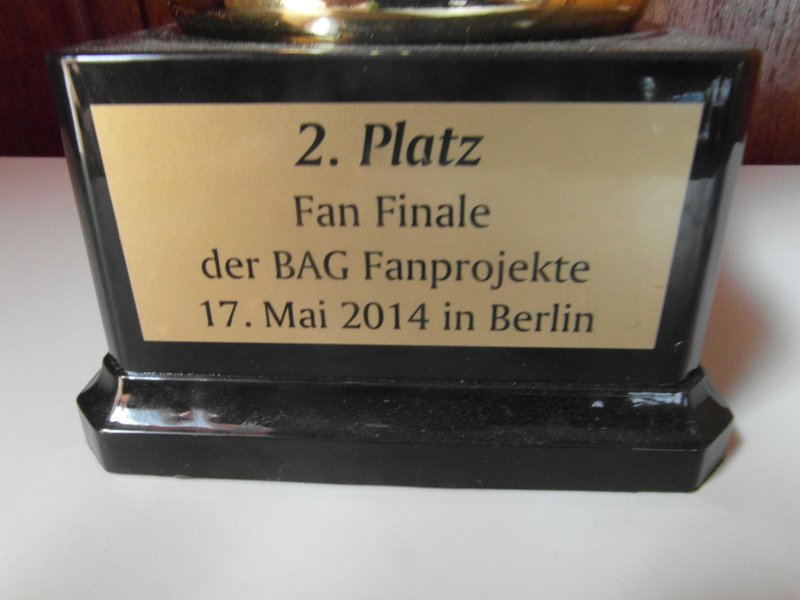 2. Platz
Fan Finale
der BAG Fanprojekte
17. Mai 2014 in Berlin